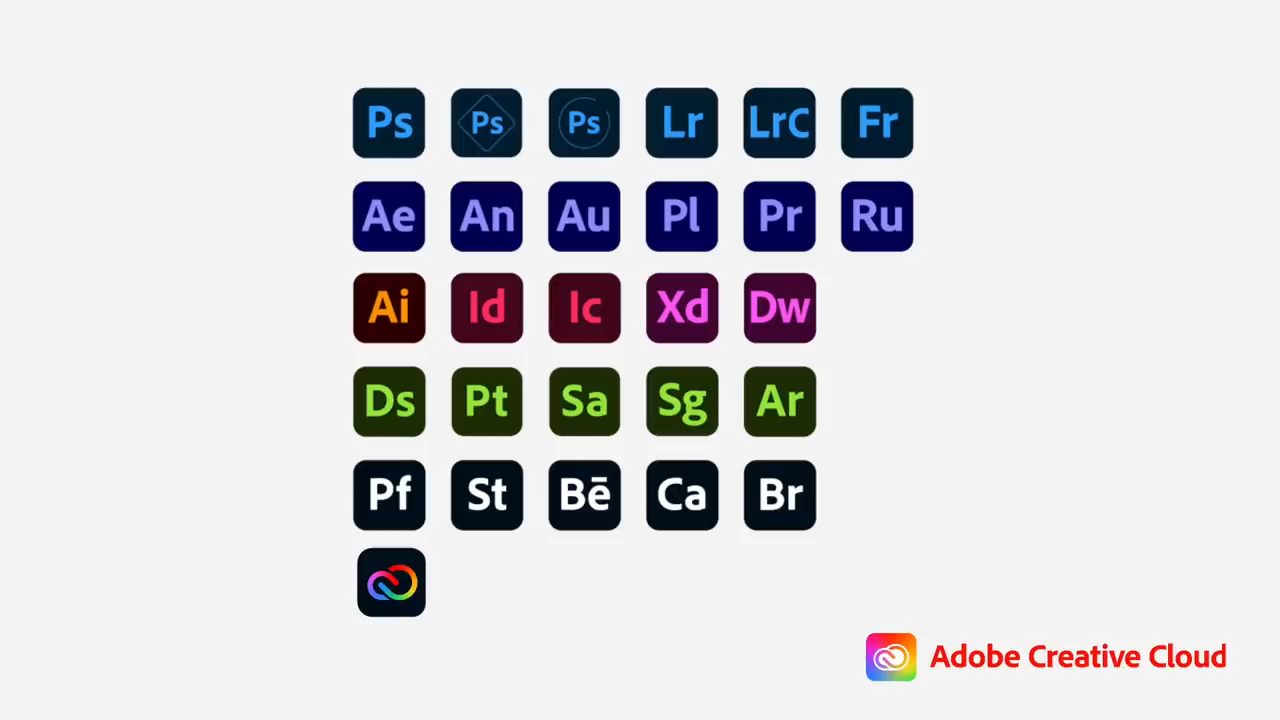 Ps Ps Ps Lr LrC Fr
Ae An Au Pl Pr Ru
Ai Id Ic Xd Dw
Ds Pt Sa Sg Ar
Pf St Bē Ca Br
Adobe Creative Cloud